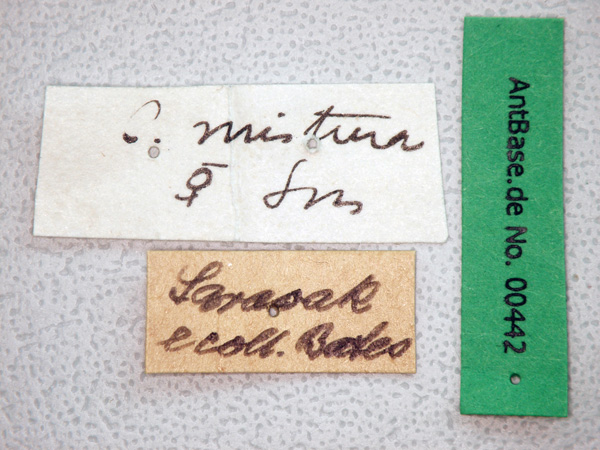 P. mistura
☿ Sm
Sarawak
e coll. Bates
AntBase.de No. 00442